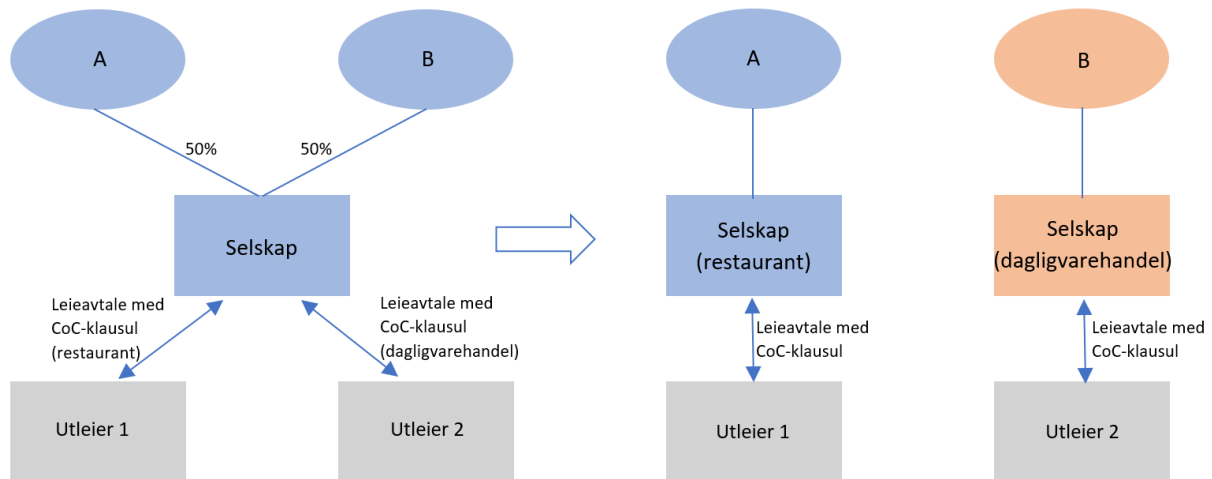 A
B
A
B
50%
50%
Selskap
Selskap
(restaurant)
Selskap
(dagligvarehandel)
Leieavtale med
CoC-klausul
(restaurant)
Leieavtale med
CoC-klausul
(dagligvarehandel)
Leieavtale med
CoC-klausul
Leieavtale med
CoC-klausul
Utleier 1
Utleier 2
Utleier 1
Utleier 2